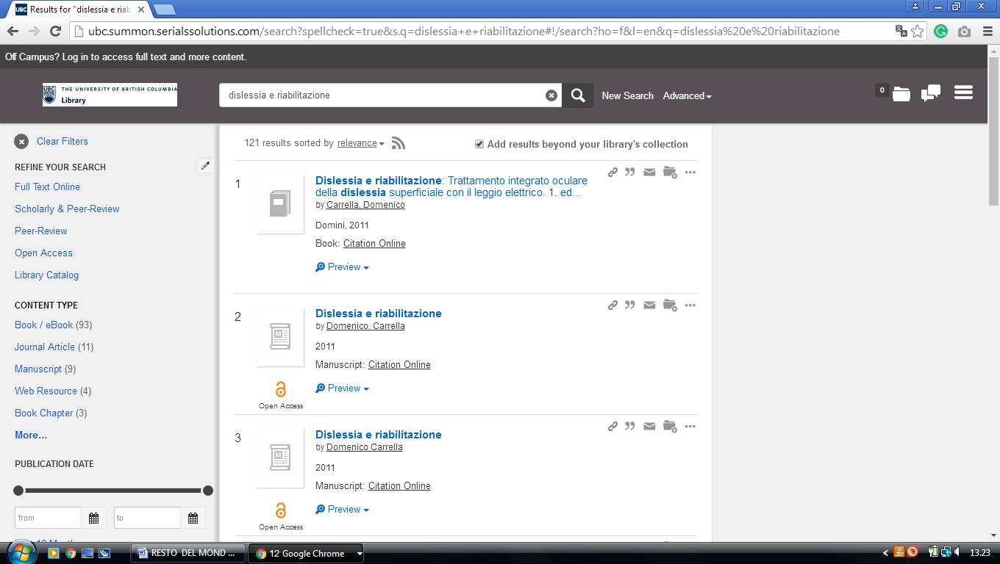 Results for "dislessia e riab
ubc.summon.serialssolutions.com/search?spellcheck=true&s.q=dislessia+e+riabilitazione#!/search?ho=f&l=en&q=dislessia%20e%20riabilitazione
Off Campus? Log in to access full text and more content.
UBC
THE UNIVERSITY OF BRITISH COLUMBIA
Library
dislessia e riabilitazione
New Search
Advanced
0
Clear Filters
REFINE YOUR SEARCH
Full Text Online
Scholarly & Peer-Review
Peer-Review
Open Access
Library Catalog
CONTENT TYPE
Book / eBook (93)
Journal Article (11)
Manuscript (9)
Web Resource (4)
Book Chapter (3)
More...
PUBLICATION DATE
from
to
121 results sorted by relevance
Add results beyond your library's collection
1
Dislessia e riabilitazione: Trattamento integrato oculare
della dislessia superficiale con il leggio elettrico. 1. ed...
by Carrella, Domenico
Domini, 2011
Book: Citation Online
Preview
2
Dislessia e riabilitazione
by Domenico. Carrella
2011
Manuscript: Citation Online
Preview
Open Access
3
Dislessia e riabilitazione
by Domenico Carrella
2011
Manuscript: Citation Online
Preview
Open Access
RESTO DEL MOND ...
12 Google Chrome
13.23